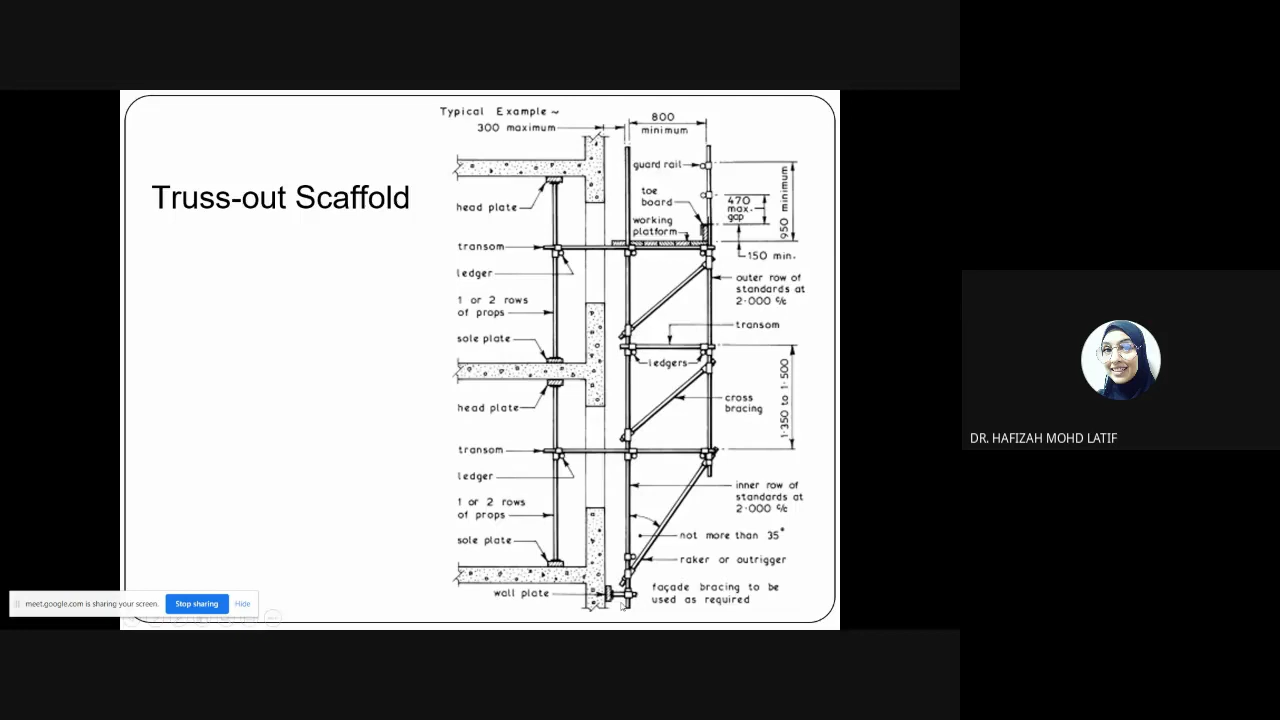 Typical Example ~
300 maximum
800
minimum
Truss-out Scaffold
guard rail
toe
board
working
platform
470
max.
gap
950 minimum
150 min.
head plate
transom
ledger
1 or 2 rows
of props
sole plate
outer row of
standards at
2·000 c/c
transom
ledgers
head plate
cross
bracing
1·350 to 1·500
transom
ledger
1 or 2 rows
of props
sole plate
inner row of
standards at
2·000 c/c
not more than 35°
raker or outrigger
wall plate
façade bracing to be
used as required
meet.google.com is sharing your screen.
Stop sharing
Hide
DR. HAFIZAH MOHD LATIF